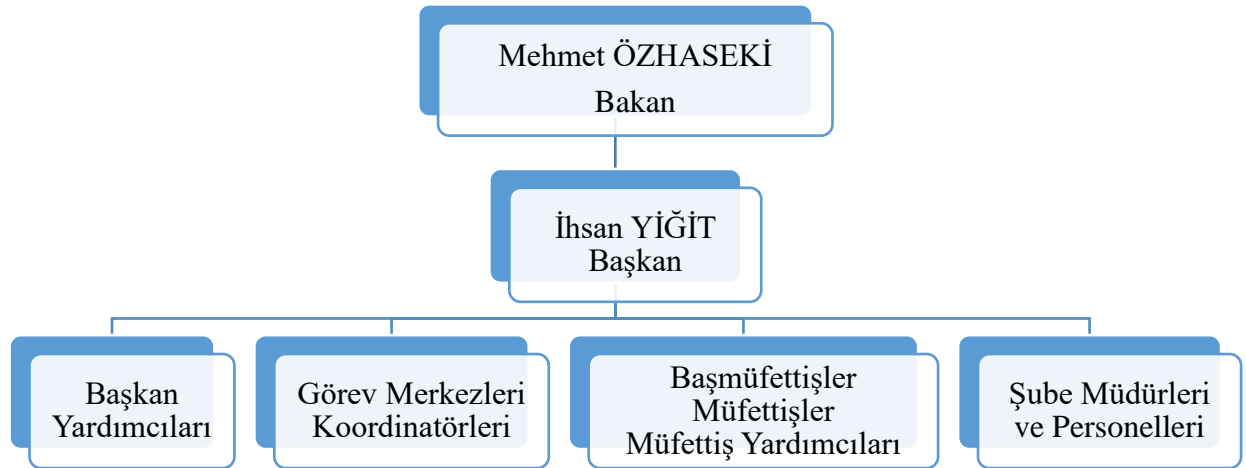 Mehmet ÖZHASEKİ
Bakan
İhsan YİĞİT
Başkan
Başkan
Yardımcıları
Görev Merkezleri
Koordinatörleri
Başmüfettişler
Müfettişler
Müfettiş Yardımcıları
Şube Müdürleri
ve Personelleri